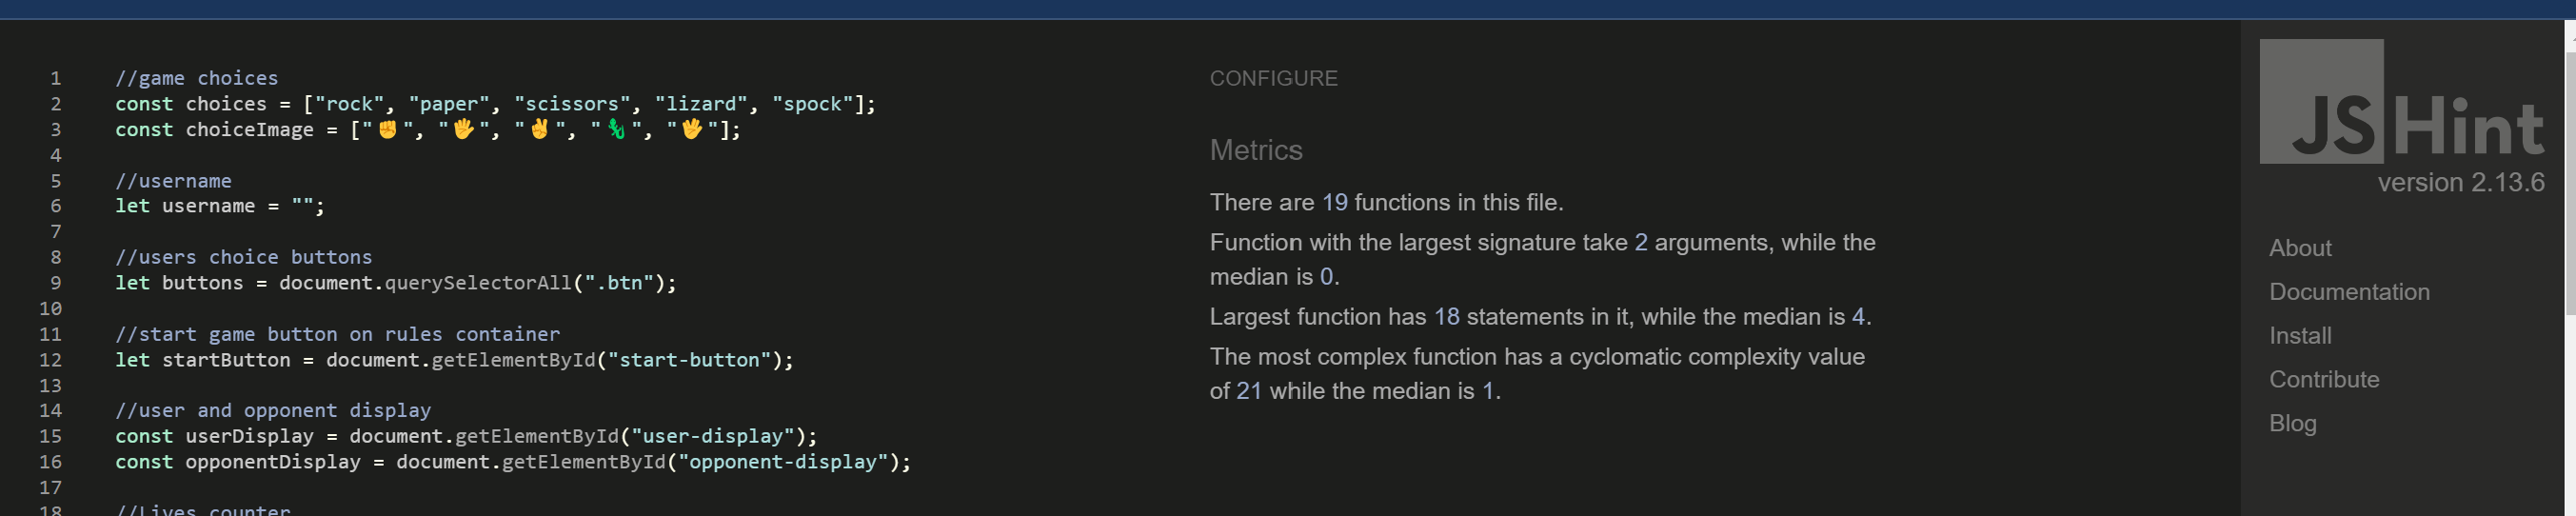 1 //game choices
2 const choices = ["rock", "paper", "scissors", "lizard", "spock"];
3 const choiceImage = ["✊", "🖐", "✌", "🦎", "🖖"];
4
5 //username
6 let username = "";
7
8 //users choice buttons
9 let buttons = document.querySelectorAll(".btn");
10
11 //start game button on rules container
12 let startButton = document.getElementById("start-button");
13
14 //user and opponent display
15 const userDisplay = document.getElementById("user-display");
16 const opponentDisplay = document.getElementById("opponent-display");
17
18 //Lives counter
CONFIGURE
Metrics
There are 19 functions in this file.
Function with the largest signature take 2 arguments, while the
median is 0.
Largest function has 18 statements in it, while the median is 4.
The most complex function has a cyclomatic complexity value
of 21 while the median is 1.
JSHint
version 2.13.6
About
Documentation
Install
Contribute
Blog